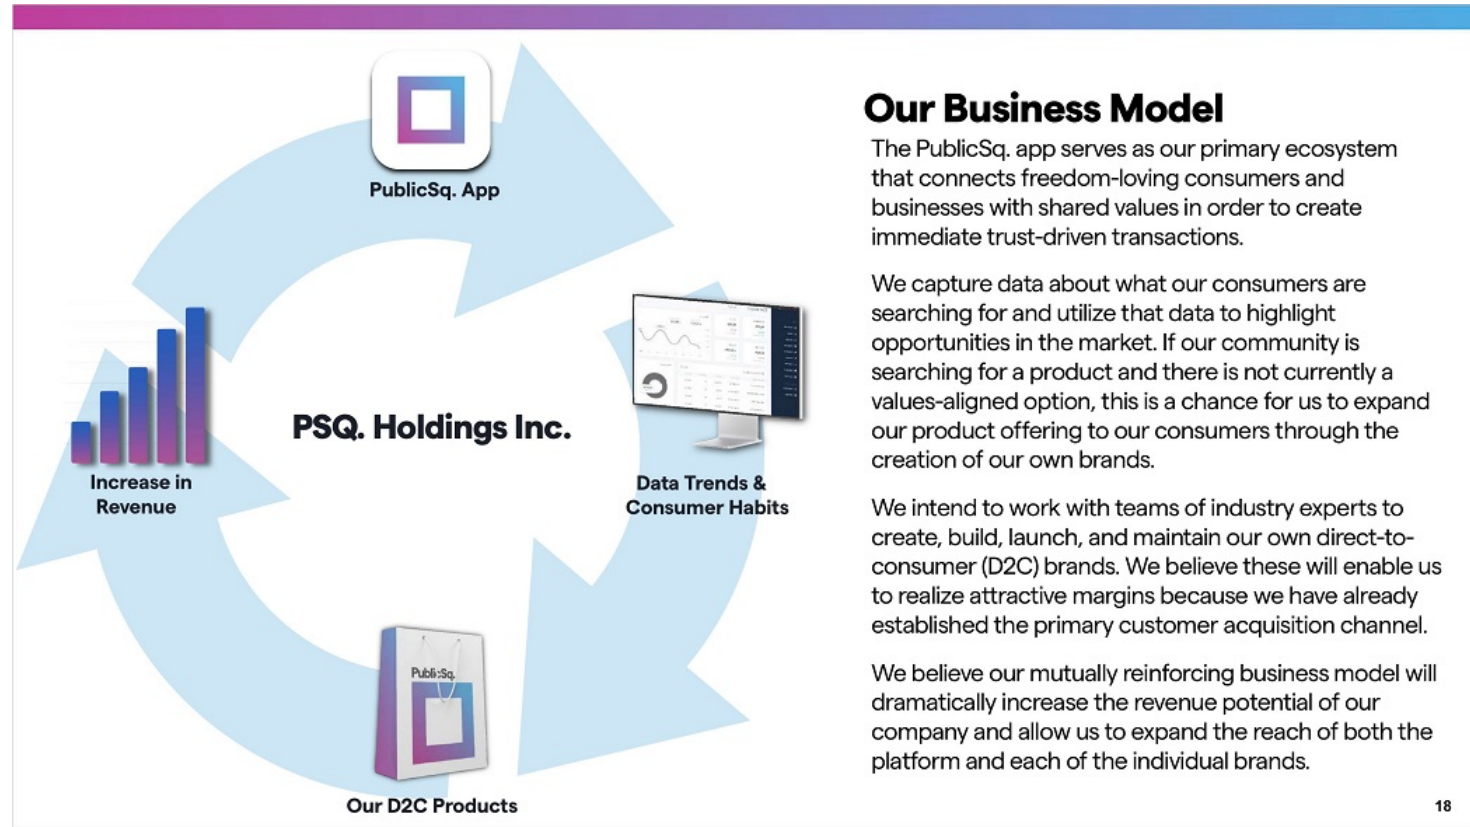 PublicSq. App
PSQ. Holdings Inc.
Increase in
Revenue
Data Trends &
Consumer Habits
PublicSq.
Our D2C Products
Our Business Model
The PublicSq. app serves as our primary ecosystem
that connects freedom-loving consumers and
businesses with shared values in order to create
immediate trust-driven transactions.
We capture data about what our consumers are
searching for and utilize that data to highlight
opportunities in the market. If our community is
searching for a product and there is not currently a
values-aligned option, this is a chance for us to expand
our product offering to our consumers through the
creation of our own brands.
We intend to work with teams of industry experts to
create, build, launch, and maintain our own direct-to-
consumer (D2C) brands. We believe these will enable us
to realize attractive margins because we have already
established the primary customer acquisition channel.
We believe our mutually reinforcing business model will
dramatically increase the revenue potential of our
company and allow us to expand the reach of both the
platform and each of the individual brands.
18